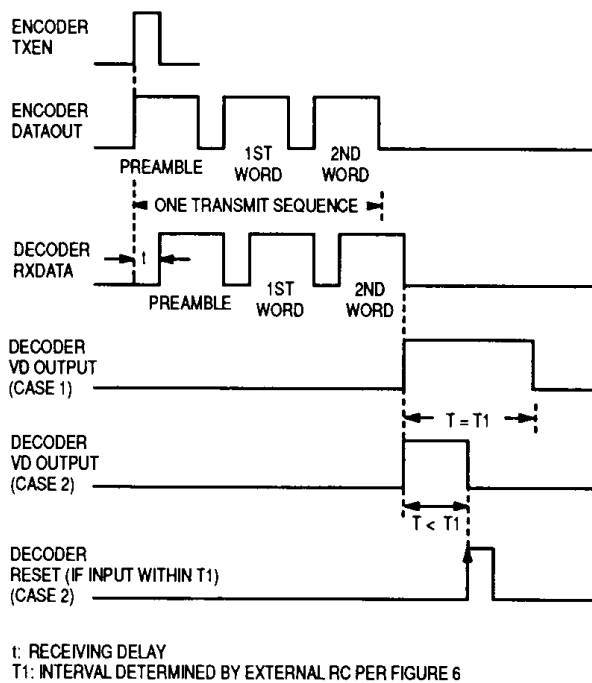 ENCODER
TXEN
ENCODER
DATAOUT
PREAMBLE
1ST
WORD
2ND
WORD
ONE TRANSMIT SEQUENCE
DECODER
RXDATA
t
PREAMBLE
1ST
WORD
2ND
WORD
DECODER
VD OUTPUT
(CASE 1)
T = T1
DECODER
VD OUTPUT
(CASE 2)
T < T1
DECODER
RESET (IF INPUT WITHIN T1)
(CASE 2)
t: RECEIVING DELAY
T1: INTERVAL DETERMINED BY EXTERNAL RC PER FIGURE 6